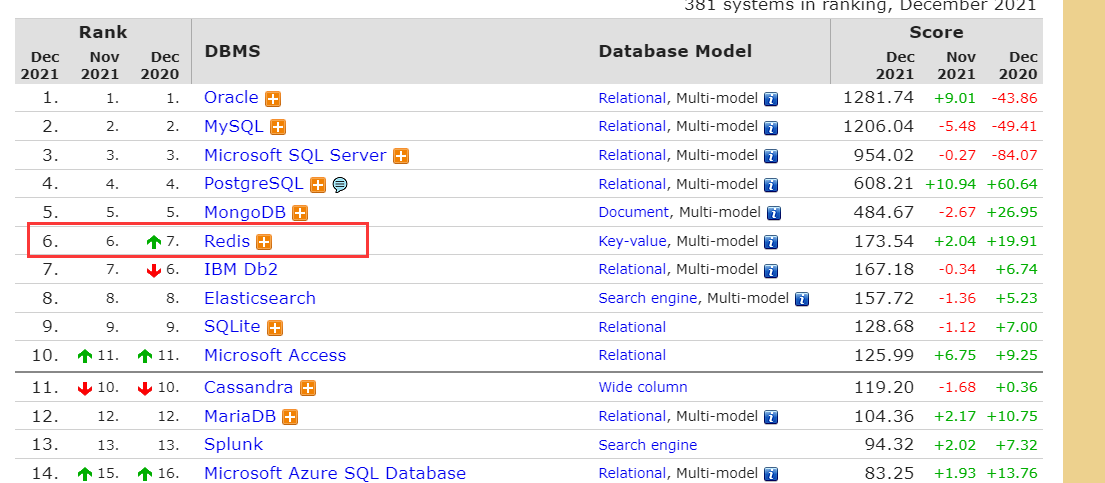 381 systems in ranking, December 2021
Rank DBMS Database Model Score
Dec 2021 Nov 2021 Dec 2020 Dec 2021 Nov 2021 Dec 2020
1. 1. 1. Oracle Relational, Multi-model 1281.74 +9.01 -43.86
2. 2. 2. MySQL Relational, Multi-model 1206.04 -5.48 -49.41
3. 3. 3. Microsoft SQL Server Relational, Multi-model 954.02 -0.27 -84.07
4. 4. 4. PostgreSQL Relational, Multi-model 608.21 +10.94 +60.64
5. 5. 5. MongoDB Document, Multi-model 484.67 -2.67 +26.95
6. 6. 7. Redis Key-value, Multi-model 173.54 +2.04 +19.91
7. 7. 6. IBM Db2 Relational, Multi-model 167.18 -0.34 +6.74
8. 8. 8. Elasticsearch Search engine, Multi-model 157.72 -1.36 +5.23
9. 9. 9. SQLite Relational 128.68 -1.12 +7.00
10. 11. 11. Microsoft Access Relational 125.99 +6.75 +9.25
11. 10. 10. Cassandra Wide column 119.20 -1.68 +0.36
12. 12. 12. MariaDB Relational, Multi-model 104.36 +2.17 +10.75
13. 13. 13. Splunk Search engine 94.32 +2.02 +7.32
14. 15. 16. Microsoft Azure SQL Database Relational, Multi-model 83.25 +1.93 +13.76